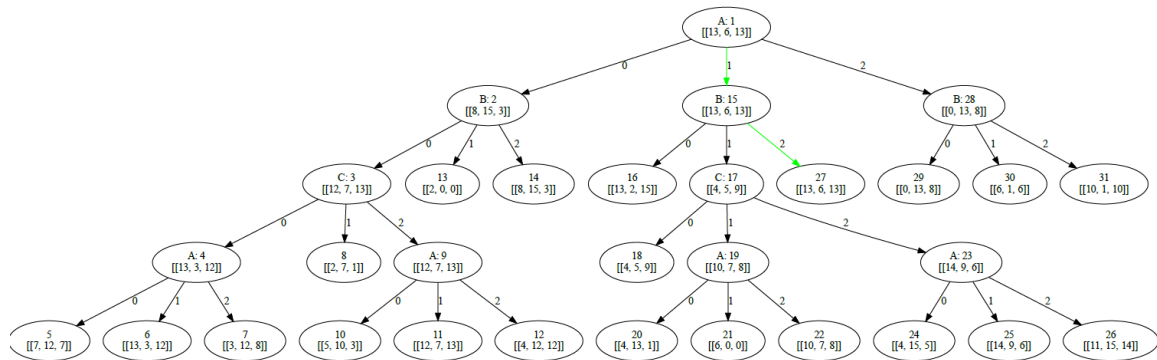 A: 1
[[13, 6, 13]]
0
1
2
B: 2
[[8, 15, 3]]
B: 15
[[13, 6, 13]]
B: 28
[[0, 13, 8]]
0
1
2
0
1
2
0
1
2
C: 3
[[12, 7, 13]]
13
[[2, 0, 0]]
14
[[8, 15, 3]]
16
[[13, 2, 15]]
C: 17
[[4, 5, 9]]
27
[[13, 6, 13]]
29
[[0, 13, 8]]
30
[[6, 1, 6]]
31
[[10, 1, 10]]
0
1
2
0
1
2
A: 4
[[13, 3, 12]]
8
[[2, 7, 1]]
A: 9
[[12, 7, 13]]
18
[[4, 5, 9]]
A: 19
[[10, 7, 8]]
A: 23
[[14, 9, 6]]
0
1
2
0
1
2
0
1
2
0
1
2
5
[[7, 12, 7]]
6
[[13, 3, 12]]
7
[[3, 12, 8]]
10
[[5, 10, 3]]
11
[[12, 7, 13]]
12
[[4, 12, 12]]
20
[[4, 13, 1]]
21
[[6, 0, 0]]
22
[[10, 7, 8]]
24
[[4, 15, 5]]
25
[[14, 9, 6]]
26
[[11, 15, 14]]